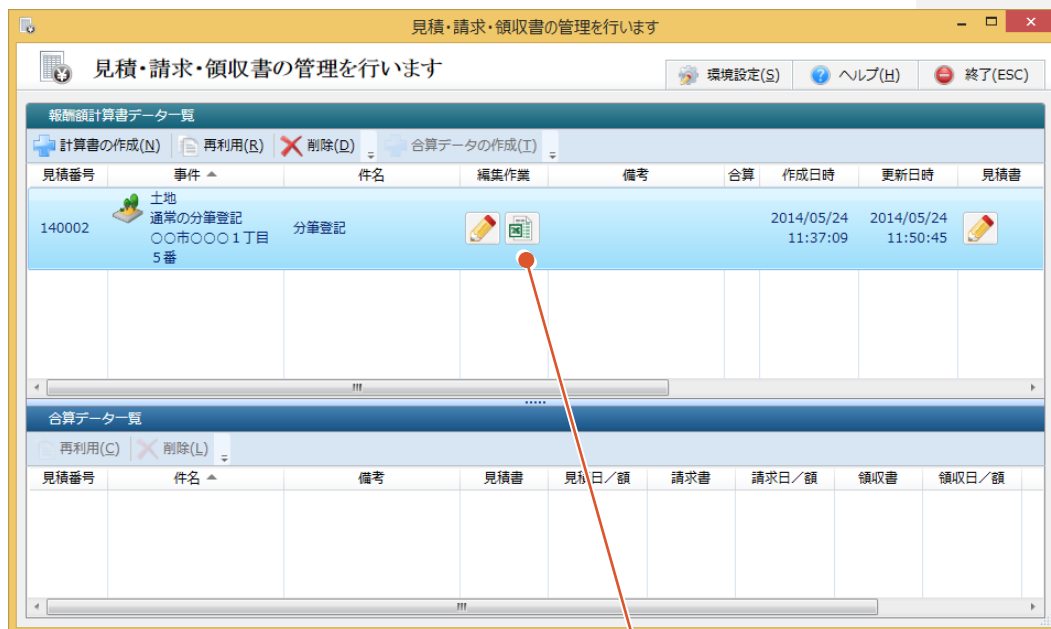 見積・請求・領収書の管理を行います
見積・請求・領収書の管理を行います
環境設定(S) ヘルプ(H) 終了(ESC)
報酬額計算書データ一覧
計算書の作成(N) 再利用(R) 削除(D) 合算データの作成(T)
見積番号 事件 件名 編集作業 備考 合算 作成日時 更新日時 見積書
140002 土地 分筆登記 2014/05/24 2014/05/24
通常の分筆登記 11:37:09 11:50:45
○○市○○○1丁目
5番
合算データ一覧
再利用(C) 削除(L)
見積番号 件名 備考 見積書 見積日/額 請求書 請求日/額 領収書 領収日/額